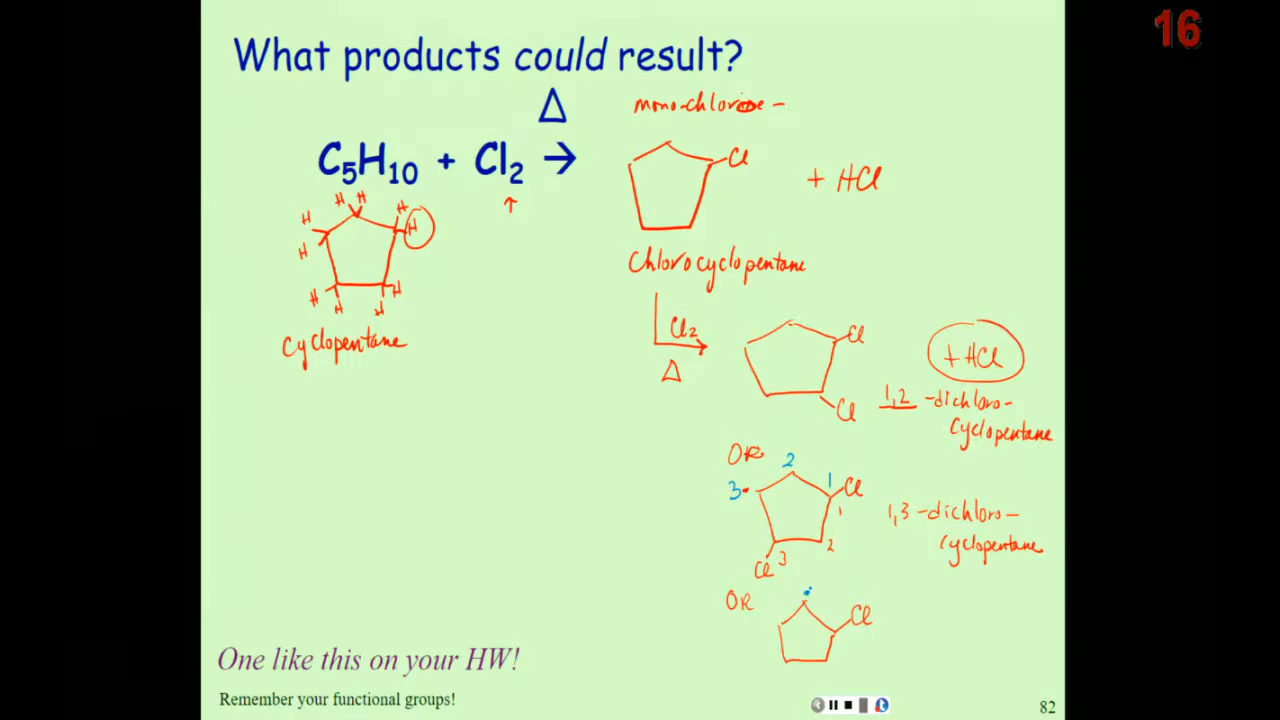 16
What products could result?
Δ
mono-chlorine-
C₅H₁₀ + Cl₂ →
Cl
+ HCl
↑
H H H
H H
H
H H
H H
Chlorocyclopentane
Cyclopentane
Cl₂
Δ
Cl
Cl
+ HCl
1,2-dichloro-
cyclopentane
OR
2
3 1 Cl
1
2
3
Cl
1,3-dichloro-
cyclopentane
OR
Cl
One like this on your HW!
Remember your functional groups!
82